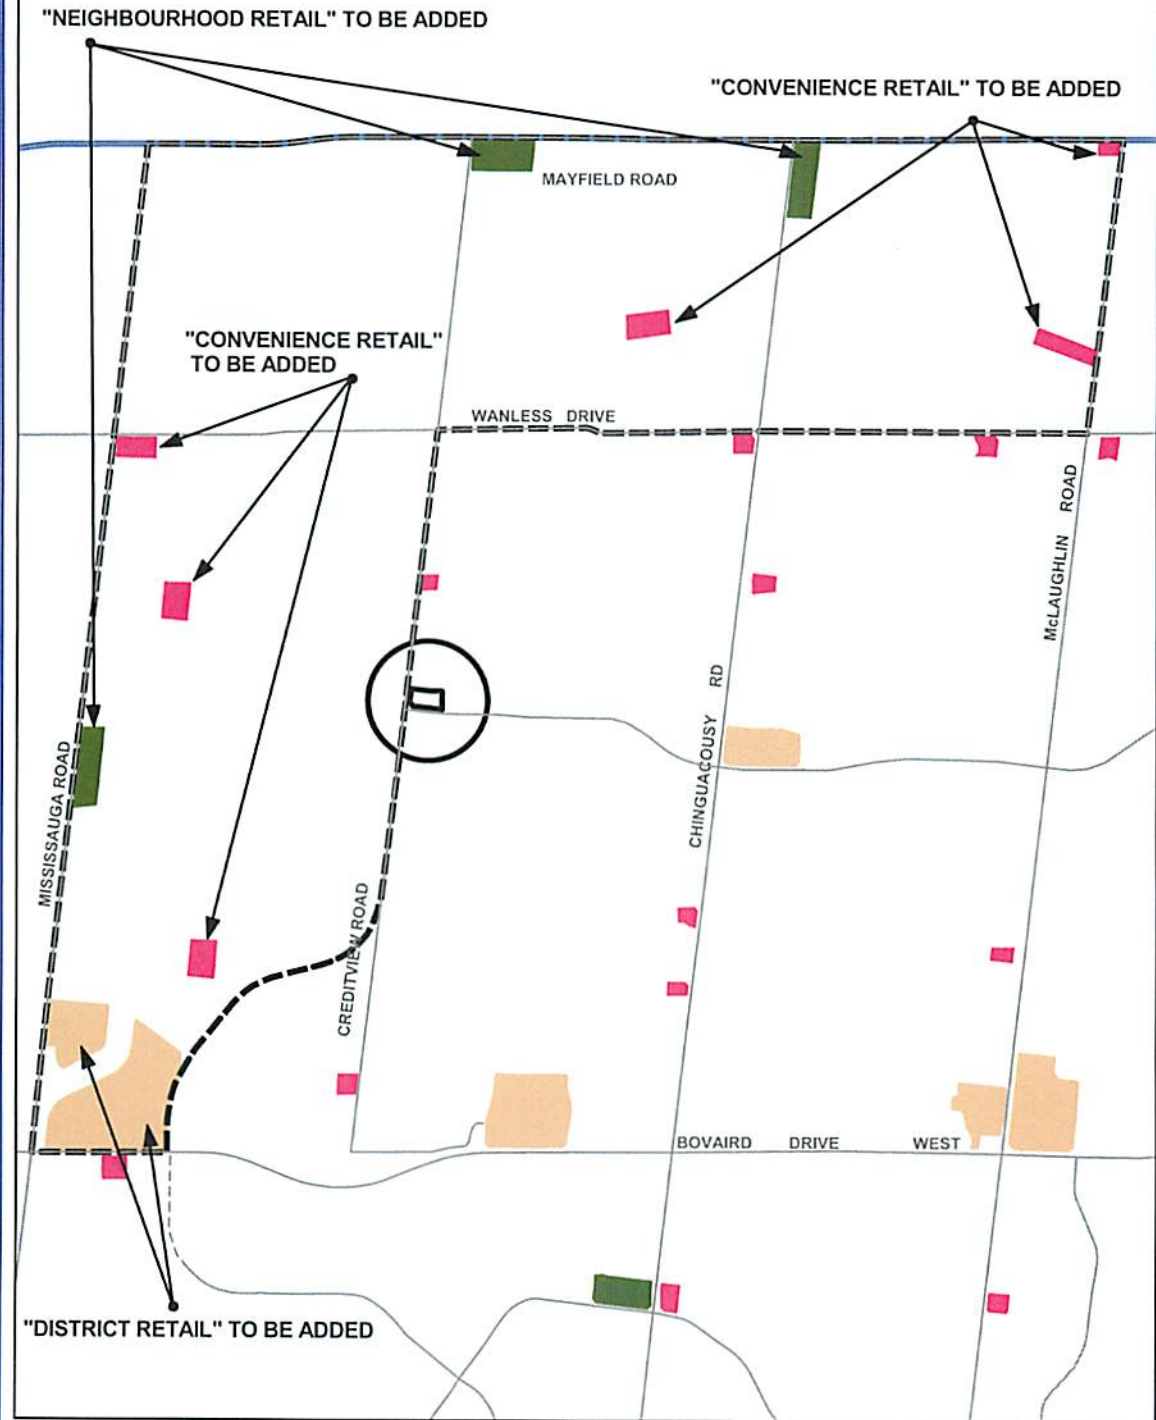 "NEIGHBOURHOOD RETAIL" TO BE ADDED
"CONVENIENCE RETAIL" TO BE ADDED
MAYFIELD ROAD
"CONVENIENCE RETAIL"
TO BE ADDED
WANLESS DRIVE
McLAUGHLIN ROAD
CHINGUACOUSY RD
MISSISSAUGA ROAD
CREDITVIEW ROAD
BOVAIRD DRIVE WEST
"DISTRICT RETAIL" TO BE ADDED